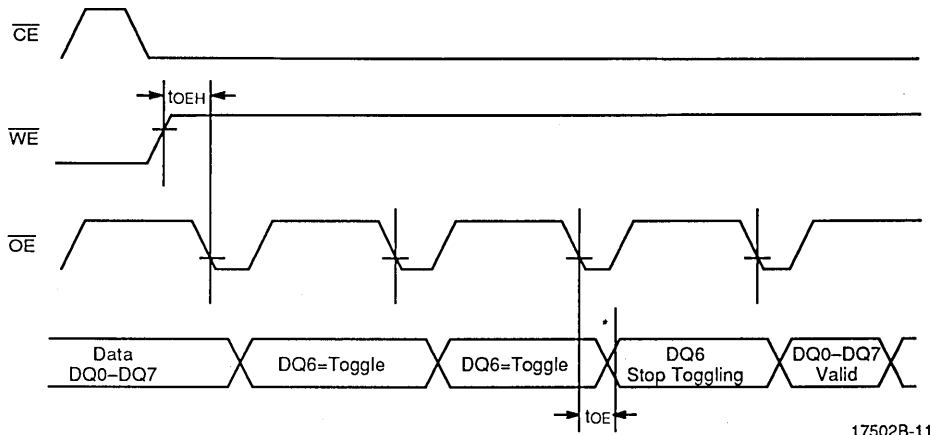 CE
tOEH
WE
OE
*
Data
DQ0–DQ7
DQ6=Toggle
DQ6=Toggle
DQ6
Stop Toggling
DQ0–DQ7
Valid
tOE
17502B-11